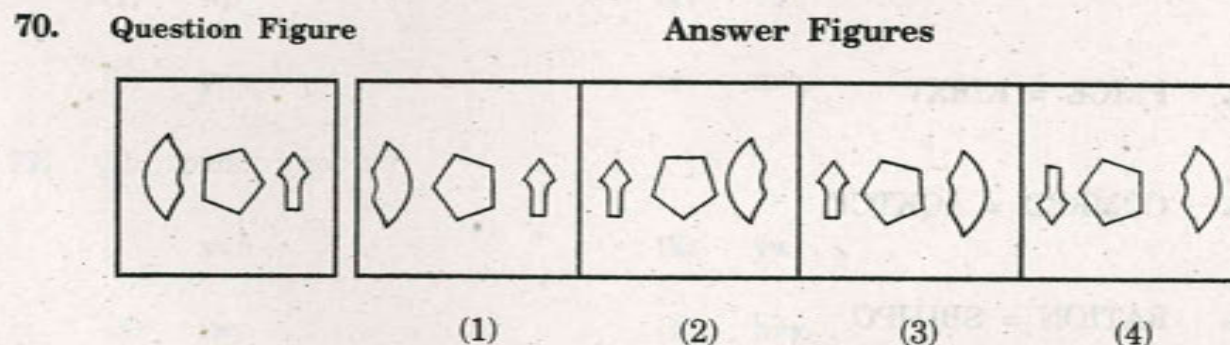 70. Question Figure Answer Figures
(1) (2) (3) (4)